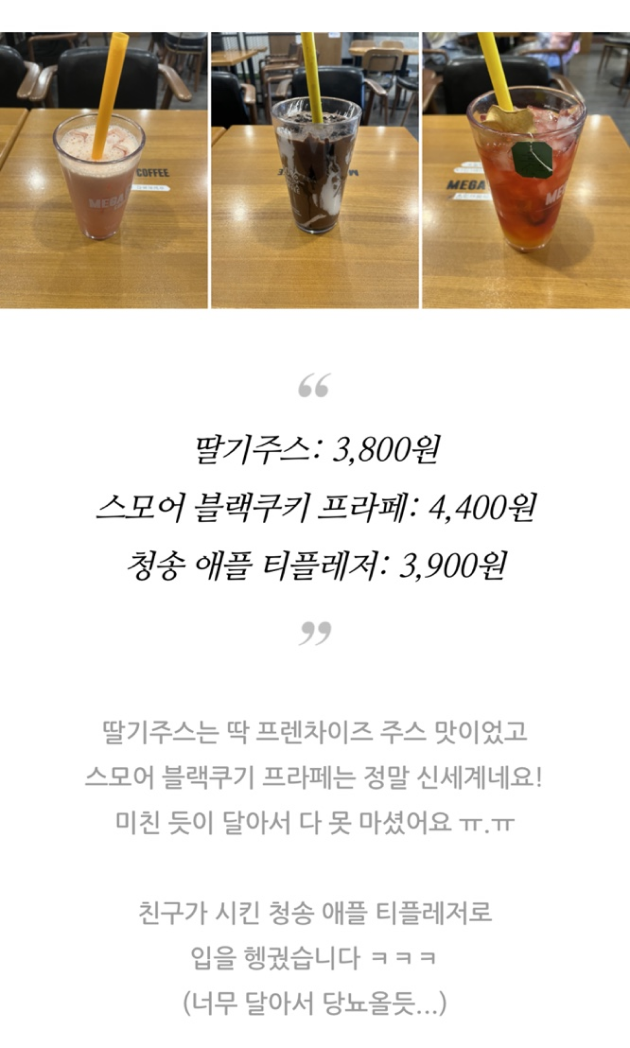 COFFEE
MEGA
MEGA
“
딸기주스: 3,800원
스모어 블랙쿠키 프라페: 4,400원
청송 애플 티플레저: 3,900원
”
딸기주스는 딱 프렌차이즈 주스 맛이었고
스모어 블랙쿠기 프라페는 정말 신세계네요!
미친 듯이 달아서 다 못 마셨어요 ㅠ.ㅠ
친구가 시킨 청송 애플 티플레저로
입을 헹궜습니다 ㅋㅋㅋ
(너무 달아서 당뇨올듯...)